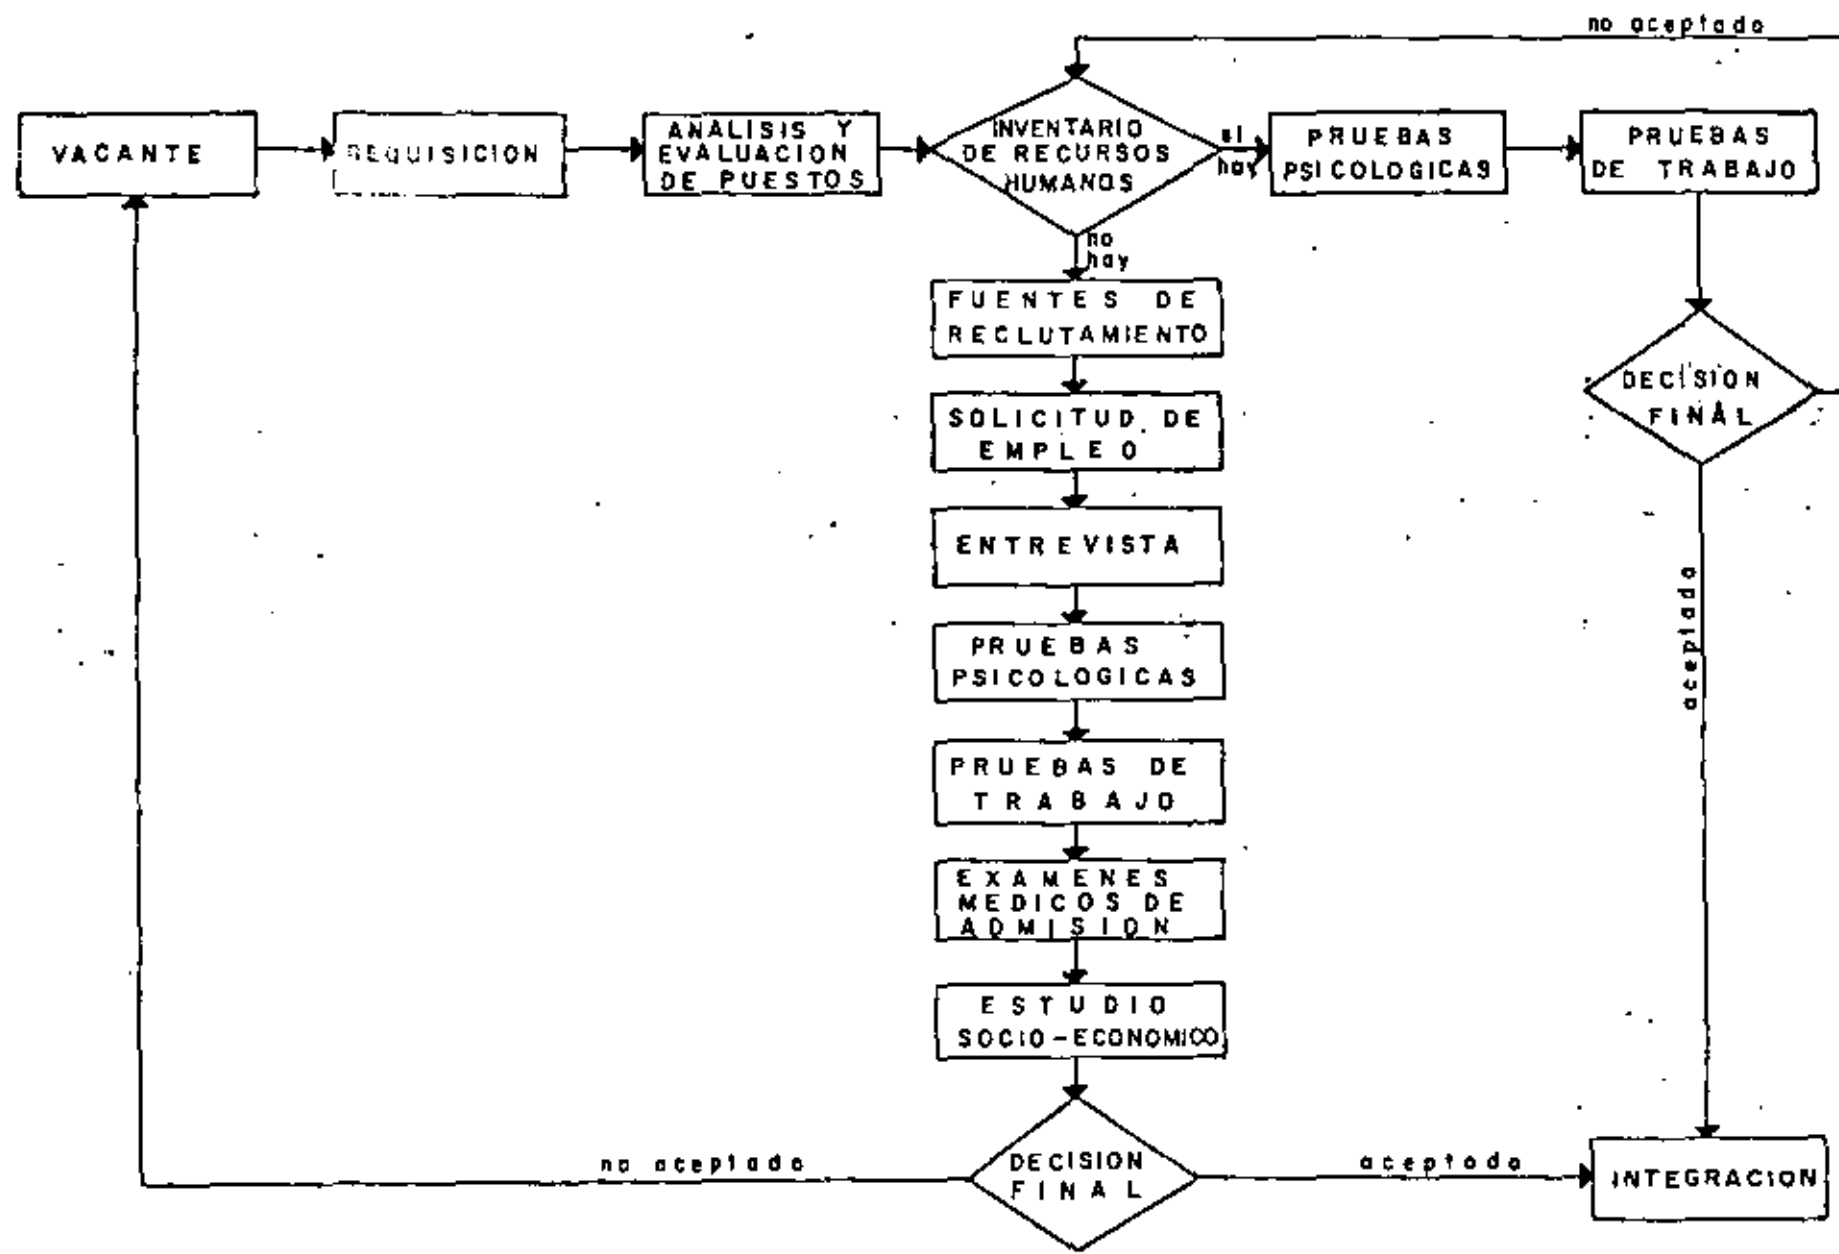 no aceptado
VACANTE
REQUISICION
ANALISIS Y
EVALUACION
DE PUESTOS
INVENTARIO
DE RECURSOS
HUMANOS
si
hay
PRUEBAS
PSICOLOGICAS
PRUEBAS
DE TRABAJO
no
hay
FUENTES DE
RECLUTAMIENTO
DECISION
FINAL
SOLICITUD DE
EMPLEO
ENTREVISTA
aceptado
PRUEBAS
PSICOLOGICAS
PRUEBAS DE
TRABAJO
EXAMENES
MEDICOS DE
ADMISION
ESTUDIO
SOCIO-ECONOMICO
no aceptado
DECISION
FINAL
aceptado
INTEGRACION